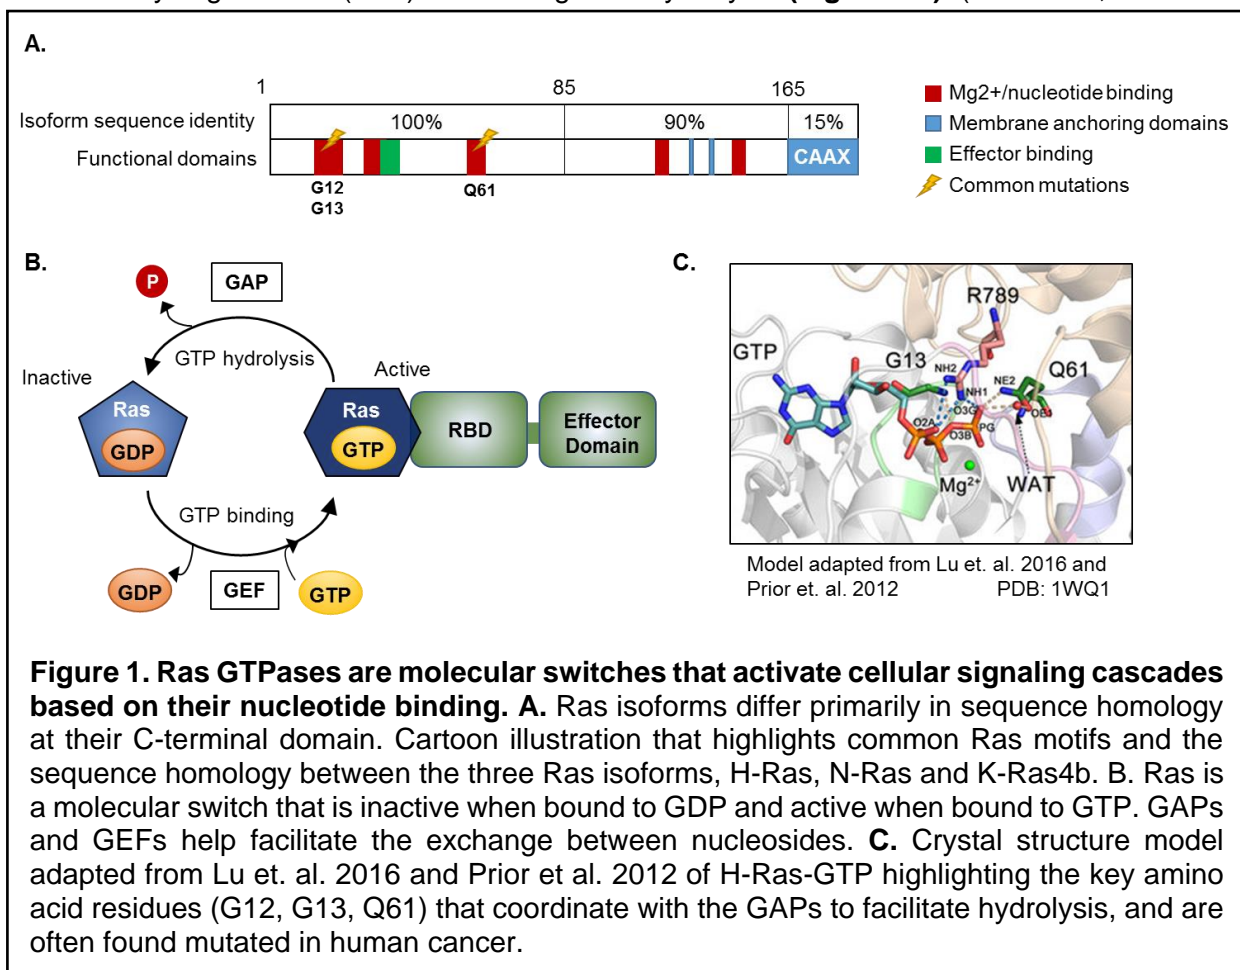 A.
1 85 165
Isoform sequence identity 100% 90% 15%
Functional domains CAAX
G12
G13
Q61
Mg2+/nucleotide binding
Membrane anchoring domains
Effector binding
Common mutations
B.
P
GAP
GTP hydrolysis
Inactive
Active
Ras
GDP
Ras
GTP
RBD
Effector
Domain
GTP binding
GDP
GEF
GTP
C.
R789
GTP
G13
Q61
NH2
NH1
NE2
O3G
OE1
O2A
O3B
PG
Mg²⁺
WAT
Model adapted from Lu et. al. 2016 and
Prior et. al. 2012 PDB: 1WQ1
Figure 1. Ras GTPases are molecular switches that activate cellular signaling cascades
based on their nucleotide binding. A. Ras isoforms differ primarily in sequence homology
at their C-terminal domain. Cartoon illustration that highlights common Ras motifs and the
sequence homology between the three Ras isoforms, H-Ras, N-Ras and K-Ras4b. B. Ras is
a molecular switch that is inactive when bound to GDP and active when bound to GTP. GAPs
and GEFs help facilitate the exchange between nucleosides. C. Crystal structure model
adapted from Lu et. al. 2016 and Prior et al. 2012 of H-Ras-GTP highlighting the key amino
acid residues (G12, G13, Q61) that coordinate with the GAPs to facilitate hydrolysis, and are
often found mutated in human cancer.